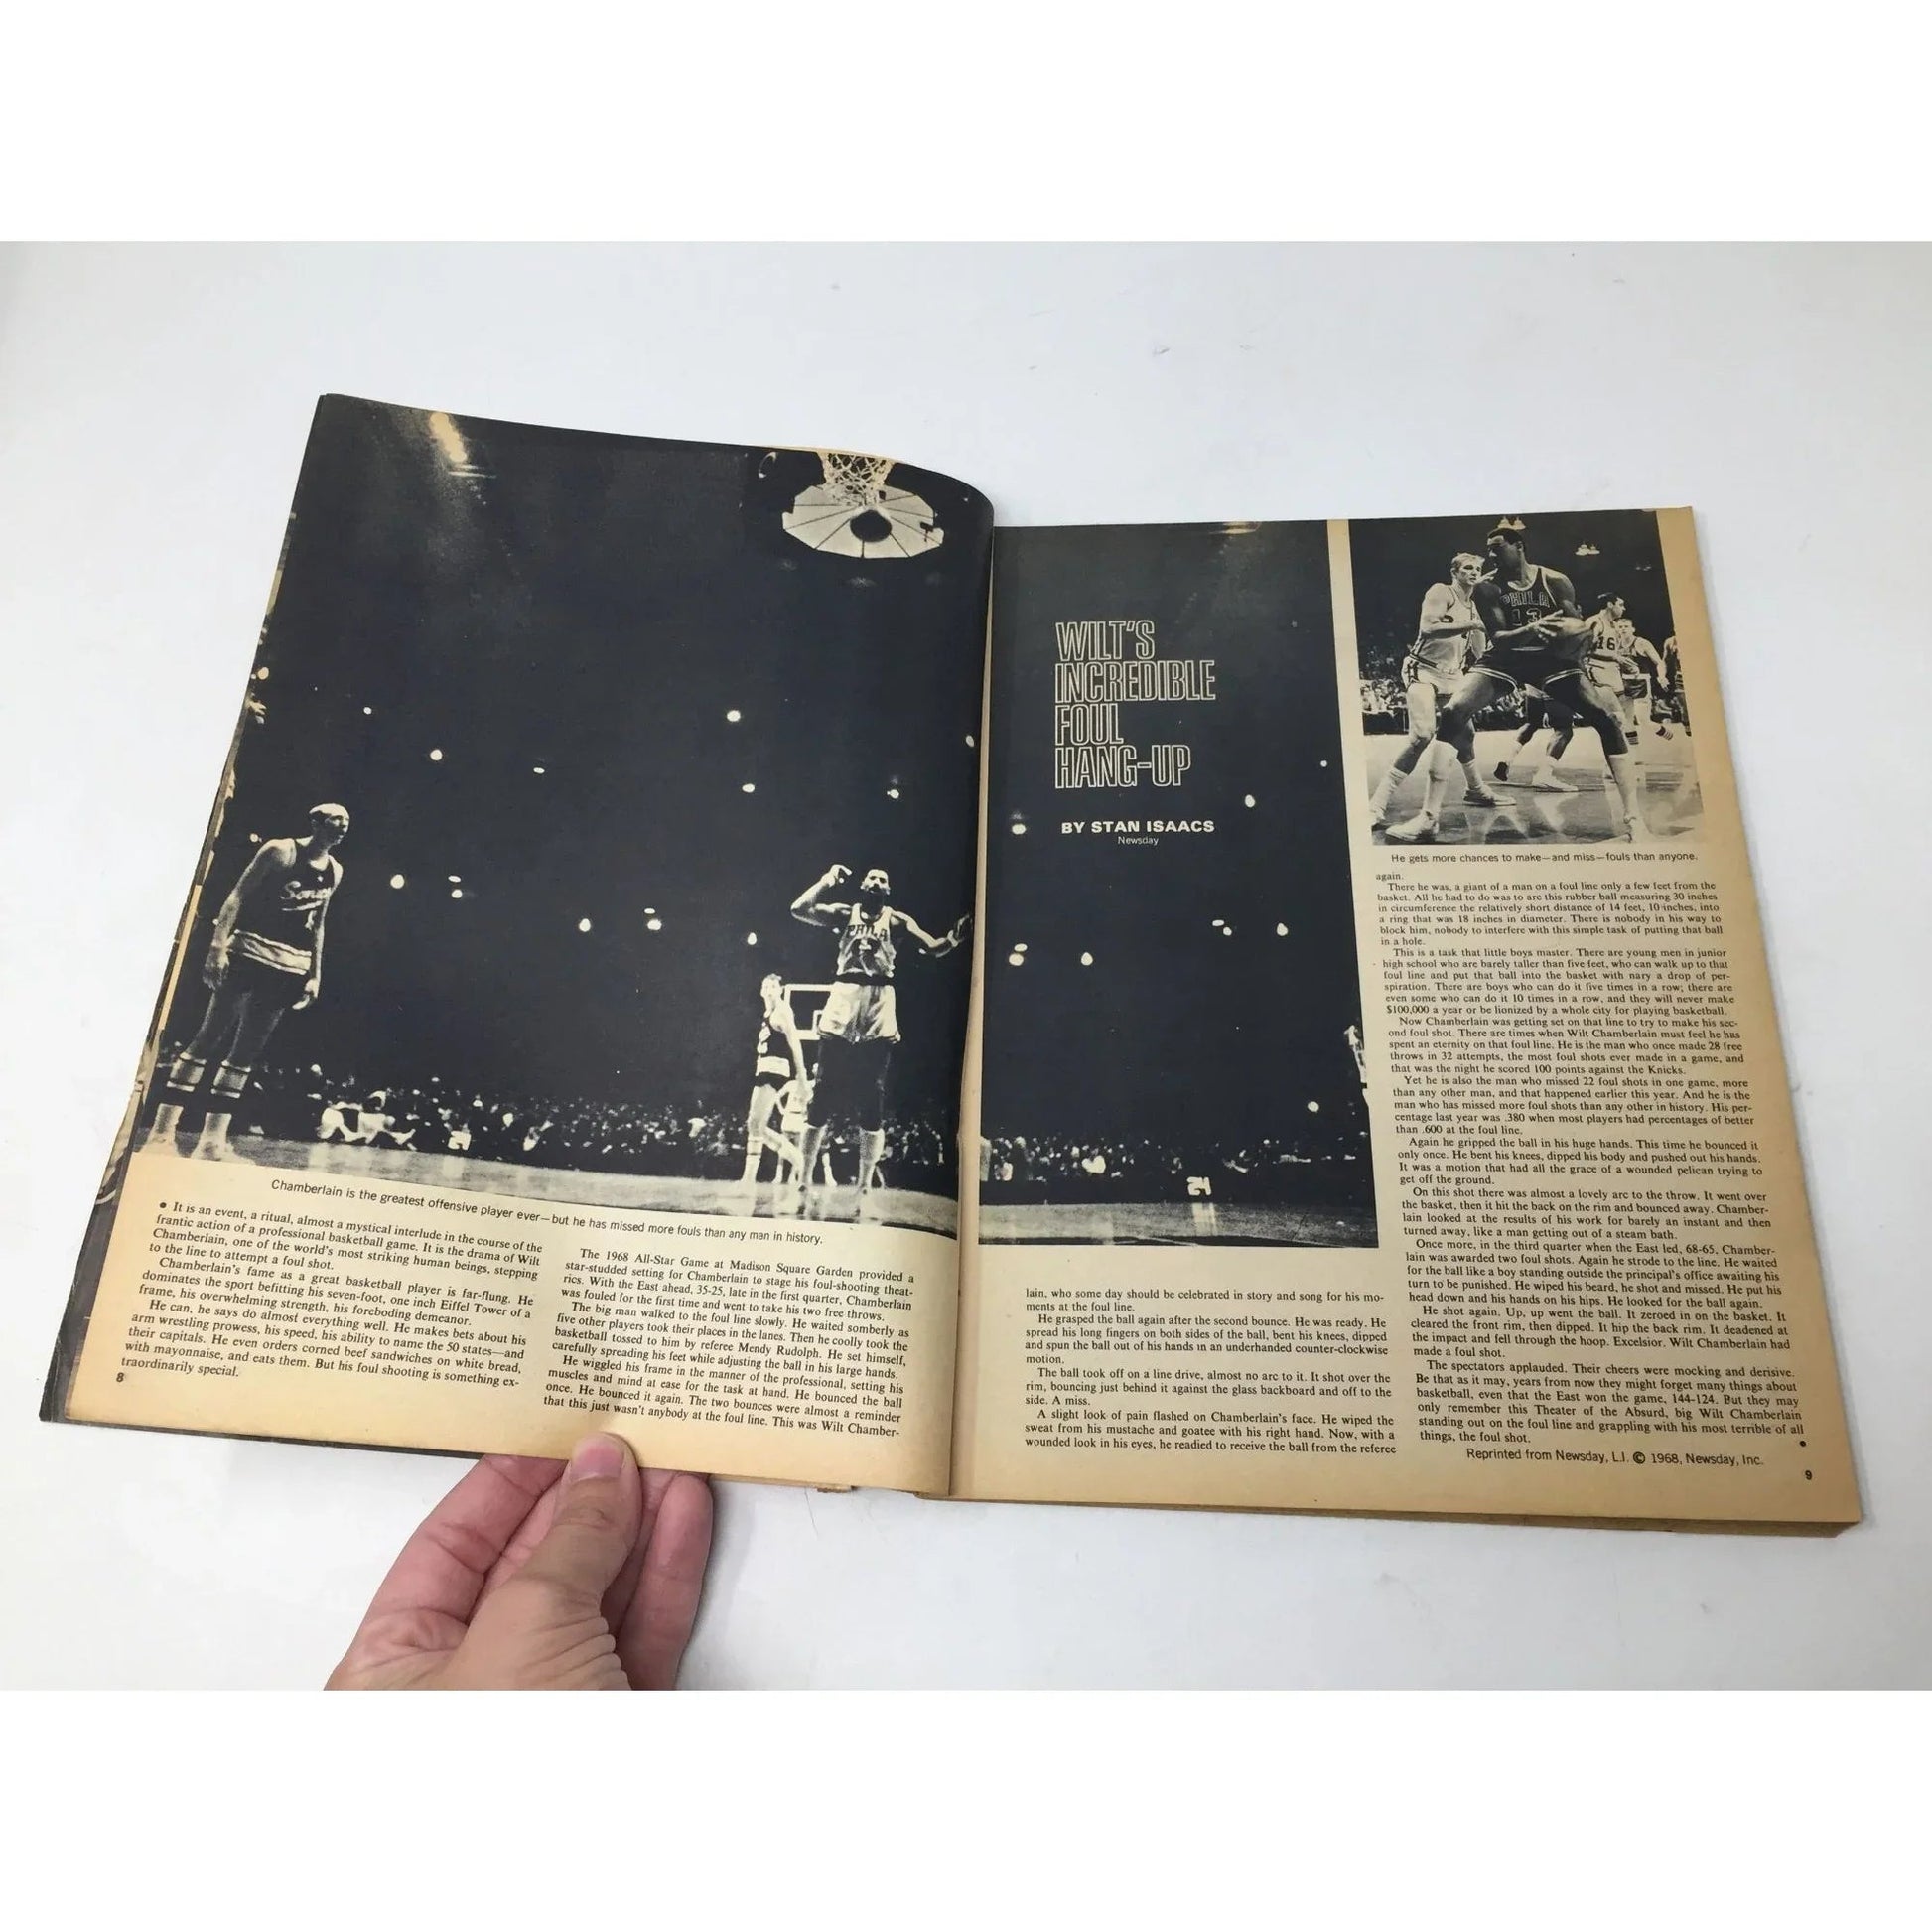 Sonics
PHILA
Chamberlain is the greatest offensive player ever—but he has missed more fouls than any man in history.
• It is an event, a ritual, almost a mystical interlude in the course of the
frantic action of a professional basketball game. It is the drama of Wilt
Chamberlain, one of the world's most striking human beings, stepping
to the line to attempt a foul shot.
Chamberlain's fame as a great basketball player is far-flung. He
dominates the sport befitting his seven-foot, one inch Eiffel Tower of a
frame, his overwhelming strength, his foreboding demeanor.
He can, he says do almost everything well. He makes bets about his
arm wrestling prowess, his speed, his ability to name the 50 states—and
their capitals. He even orders corned beef sandwiches on white bread,
with mayonnaise, and eats them. But his foul shooting is something ex-
traordinarily special.
8
The 1968 All-Star Game at Madison Square Garden provided a
star-studded setting for Chamberlain to stage his foul-shooting theat-
rics. With the East ahead, 35-25, late in the first quarter, Chamberlain
was fouled for the first time and went to take his two free throws.
The big man walked to the foul line slowly. He waited somberly as
five other players took their places in the lanes. Then he coolly took the
basketball tossed to him by referee Mendy Rudolph. He set himself,
carefully spreading his feet while adjusting the ball in his large hands.
He wiggled his frame in the manner of the professional, setting his
muscles and mind at ease for the task at hand. He bounced the ball
once. He bounced it again. The two bounces were almost a reminder
that this just wasn't anybody at the foul line. This was Wilt Chamber-
WILT'S
INCREDIBLE
FOUL
HANG-UP
BY STAN ISAACS
Newsday
24
lain, who some day should be celebrated in story and song for his mo-
ments at the foul line.
He grasped the ball again after the second bounce. He was ready. He
spread his long fingers on both sides of the ball, bent his knees, dipped
and spun the ball out of his hands in an underhanded counter-clockwise
motion.
The ball took off on a line drive, almost no arc to it. It shot over the
rim, bouncing just behind it against the glass backboard and off to the
side. A miss.
A slight look of pain flashed on Chamberlain's face. He wiped the
sweat from his mustache and goatee with his right hand. Now, with a
wounded look in his eyes, he readied to receive the ball from the referee
PHILA
13
16
He gets more chances to make—and miss—fouls than anyone.
again.
There he was, a giant of a man on a foul line only a few feet from the
basket. All he had to do was to arc this rubber ball measuring 30 inches
in circumference the relatively short distance of 14 feet, 10 inches, into
a ring that was 18 inches in diameter. There is nobody in his way to
block him, nobody to interfere with this simple task of putting that ball
in a hole.
This is a task that little boys master. There are young men in junior
high school who are barely taller than five feet, who can walk up to that
foul line and put that ball into the basket with nary a drop of per-
spiration. There are boys who can do it five times in a row; there are
even some who can do it 10 times in a row, and they will never make
$100,000 a year or be lionized by a whole city for playing basketball.
Now Chamberlain was getting set on that line to try to make his sec-
ond foul shot. There are times when Wilt Chamberlain must feel he has
spent an eternity on that foul line. He is the man who once made 28 free
throws in 32 attempts, the most foul shots ever made in a game, and
that was the night he scored 100 points against the Knicks.
Yet he is also the man who missed 22 foul shots in one game, more
than any other man, and that happened earlier this year. And he is the
man who has missed more foul shots than any other in history. His per-
centage last year was .380 when most players had percentages of better
than .600 at the foul line.
Again he gripped the ball in his huge hands. This time he bounced it
only once. He bent his knees, dipped his body and pushed out his hands.
It was a motion that had all the grace of a wounded pelican trying to
get off the ground.
On this shot there was almost a lovely arc to the throw. It went over
the basket, then it hit the back on the rim and bounced away. Chamber-
lain looked at the results of his work for barely an instant and then
turned away, like a man getting out of a steam bath.
Once more, in the third quarter when the East led, 68-65, Chamber-
lain was awarded two foul shots. Again he strode to the line. He waited
for the ball like a boy standing outside the principal's office awaiting his
turn to be punished. He wiped his beard, he shot and missed. He put his
head down and his hands on his hips. He looked for the ball again.
He shot again. Up, up went the ball. It zeroed in on the basket. It
cleared the front rim, then dipped. It hip the back rim. It deadened at
the impact and fell through the hoop. Excelsior. Wilt Chamberlain had
made a foul shot.
The spectators applauded. Their cheers were mocking and derisive.
Be that as it may, years from now they might forget many things about
basketball, even that the East won the game, 144-124. But they may
only remember this Theater of the Absurd, big Wilt Chamberlain
standing out on the foul line and grappling with his most terrible of all
things, the foul shot. •
Reprinted from Newsday, L.I. © 1968, Newsday, Inc.
9